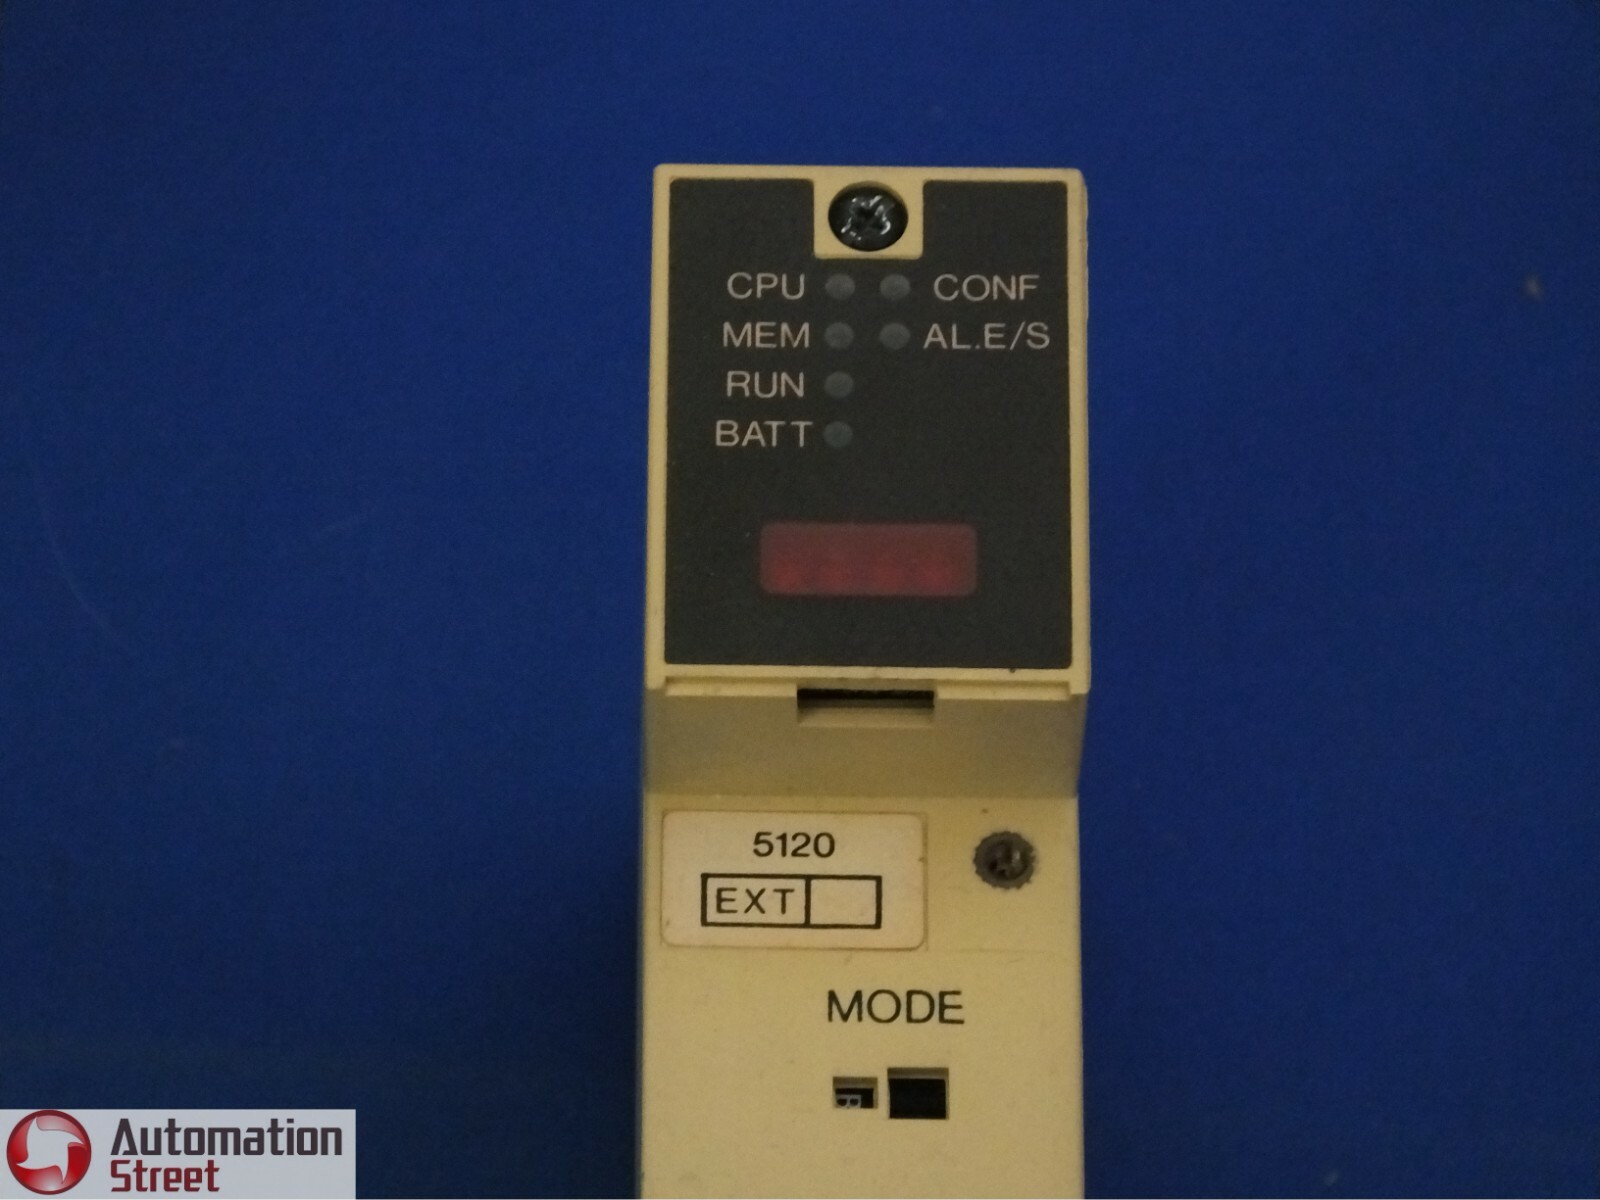 CPU CONF
MEM AL.E/S
RUN
BATT
5120
EXT
MODE
R
Automation
Street